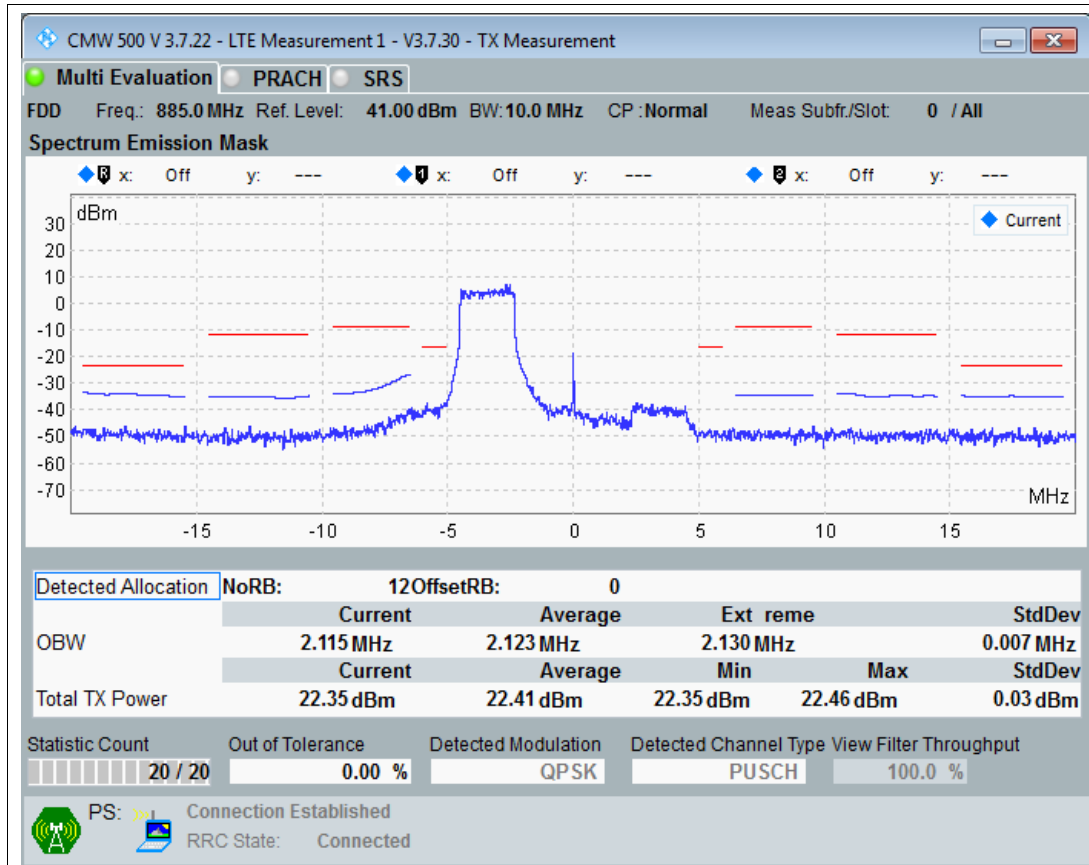 CMW 500 V 3.7.22 - LTE Measurement 1 - V3.7.30 - TX Measurement
Multi Evaluation PRACH SRS
FDD Freq.: 885.0 MHz Ref. Level: 41.00 dBm BW: 10.0 MHz CP : Normal Meas Subfr./Slot: 0 / All
Spectrum Emission Mask
R x: Off y: --- 1 x: Off y: --- 2 x: Off y: ---
dBm
Current
30
20
10
0
-10
-20
-30
-40
-50
-60
-70
MHz
-15 -10 -5 0 5 10 15
Detected Allocation NoRB: 12 OffsetRB: 0
Current Average Ext reme StdDev
OBW 2.115 MHz 2.123 MHz 2.130 MHz 0.007 MHz
Current Average Min Max StdDev
Total TX Power 22.35 dBm 22.41 dBm 22.35 dBm 22.46 dBm 0.03 dBm
Statistic Count Out of Tolerance Detected Modulation Detected Channel Type View Filter Throughput
20 / 20 0.00 % QPSK PUSCH 100.0 %
PS: Connection Established
RRC State: Connected